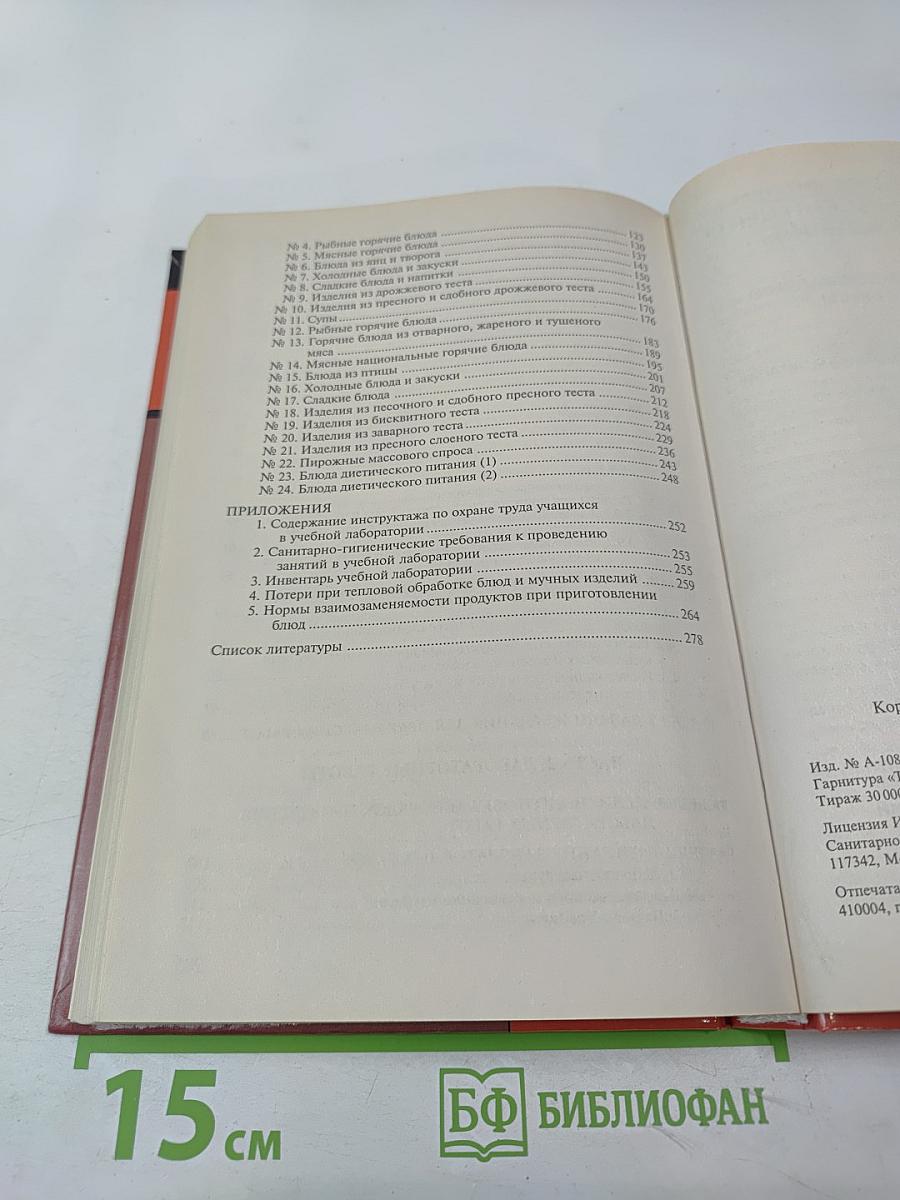 № 4. Рыбные горячие блюда ..... 123
№ 5. Мясные горячие блюда ..... 130
№ 6. Блюда из яиц и творога ..... 137
№ 7. Холодные блюда и закуски ..... 143
№ 8. Сладкие блюда и напитки ..... 150
№ 9. Изделия из дрожжевого теста ..... 155
№ 10. Изделия из пресного и сдобного дрожжевого теста ..... 164
№ 11. Супы ..... 170
№ 12. Рыбные горячие блюда ..... 176
№ 13. Горячие блюда из отварного, жареного и тушеного
мяса ..... 183
№ 14. Мясные национальные горячие блюда ..... 189
№ 15. Блюда из птицы ..... 195
№ 16. Холодные блюда и закуски ..... 201
№ 17. Сладкие блюда ..... 207
№ 18. Изделия из песочного и сдобного пресного теста ..... 212
№ 19. Изделия из бисквитного теста ..... 218
№ 20. Изделия из заварного теста ..... 224
№ 21. Изделия из пресного слоеного теста ..... 229
№ 22. Пирожные массового спроса ..... 236
№ 23. Блюда диетического питания (1) ..... 243
№ 24. Блюда диетического питания (2) ..... 248
ПРИЛОЖЕНИЯ
1. Содержание инструктажа по охране труда учащихся
в учебной лаборатории ..... 252
2. Санитарно-гигиенические требования к проведению
занятий в учебной лаборатории ..... 253
3. Инвентарь учебной лаборатории ..... 255
4. Потери при тепловой обработке блюд и мучных изделий ..... 259
5. Нормы взаимозаменяемости продуктов при приготовлении
блюд ..... 264
Список литературы ..... 278
Кор
Изд. № А-108
Гарнитура «Т
Тираж 30 000
Лицензия И
Санитарно
117342, М
Отпечата
410004, г
15 см
БФ БИБЛИОФАН